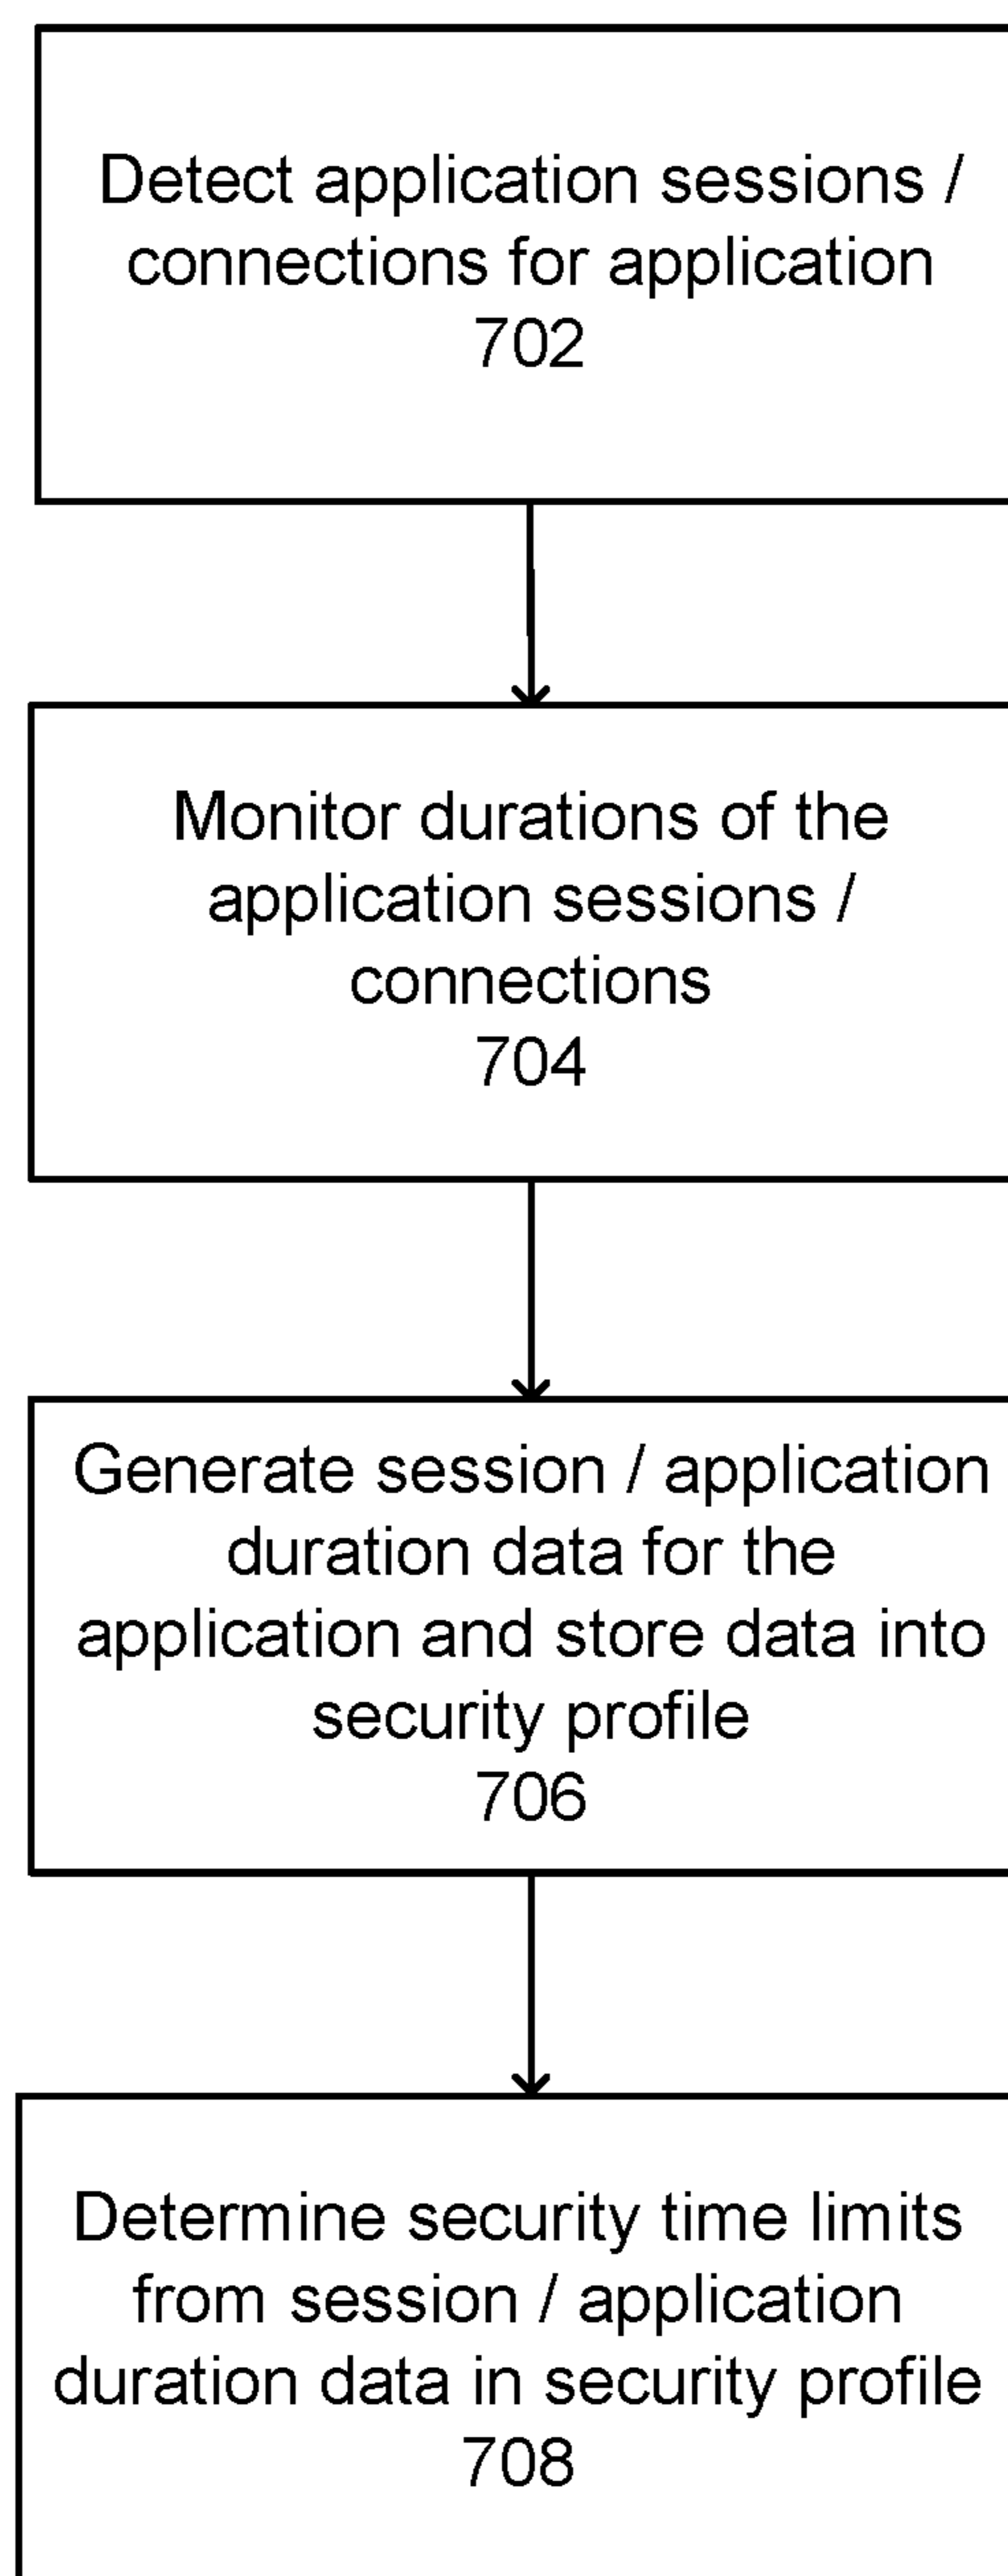 Detect application sessions /
connections for application
702
Monitor durations of the
application sessions /
connections
704
Generate session / application
duration data for the
application and store data into
security profile
706
Determine security time limits
from session / application
duration data in security profile
708